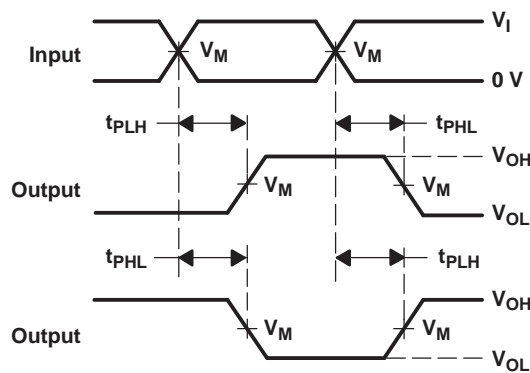 V_I
Input V_M V_M
0 V
t_PLH t_PHL
V_OH
Output V_M V_M
V_OL
t_PHL t_PLH
V_OH
Output V_M V_M
V_OL